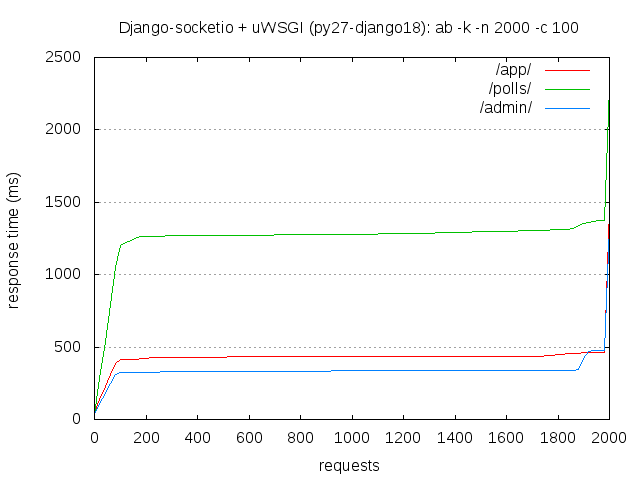 Django-socketio + uWSGI (py27-django18): ab -k -n 2000 -c 100
2500
2000
1500
1000
500
0
response time (ms)
/app/
/polls/
/admin/
0 200 400 600 800 1000 1200 1400 1600 1800 2000
requests